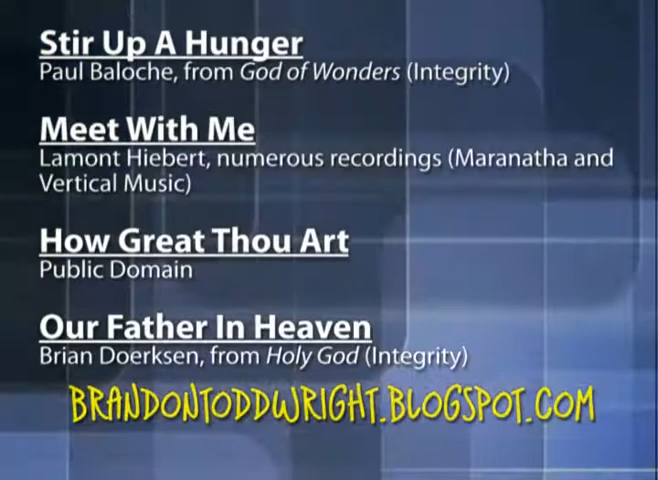 Stir Up A Hunger
Paul Baloche, from God of Wonders (Integrity)
Meet With Me
Lamont Hiebert, numerous recordings (Maranatha and
Vertical Music)
How Great Thou Art
Public Domain
Our Father In Heaven
Brian Doerksen, from Holy God (Integrity)
BRANDONTODDWRIGHT.BLOGSPOT.COM